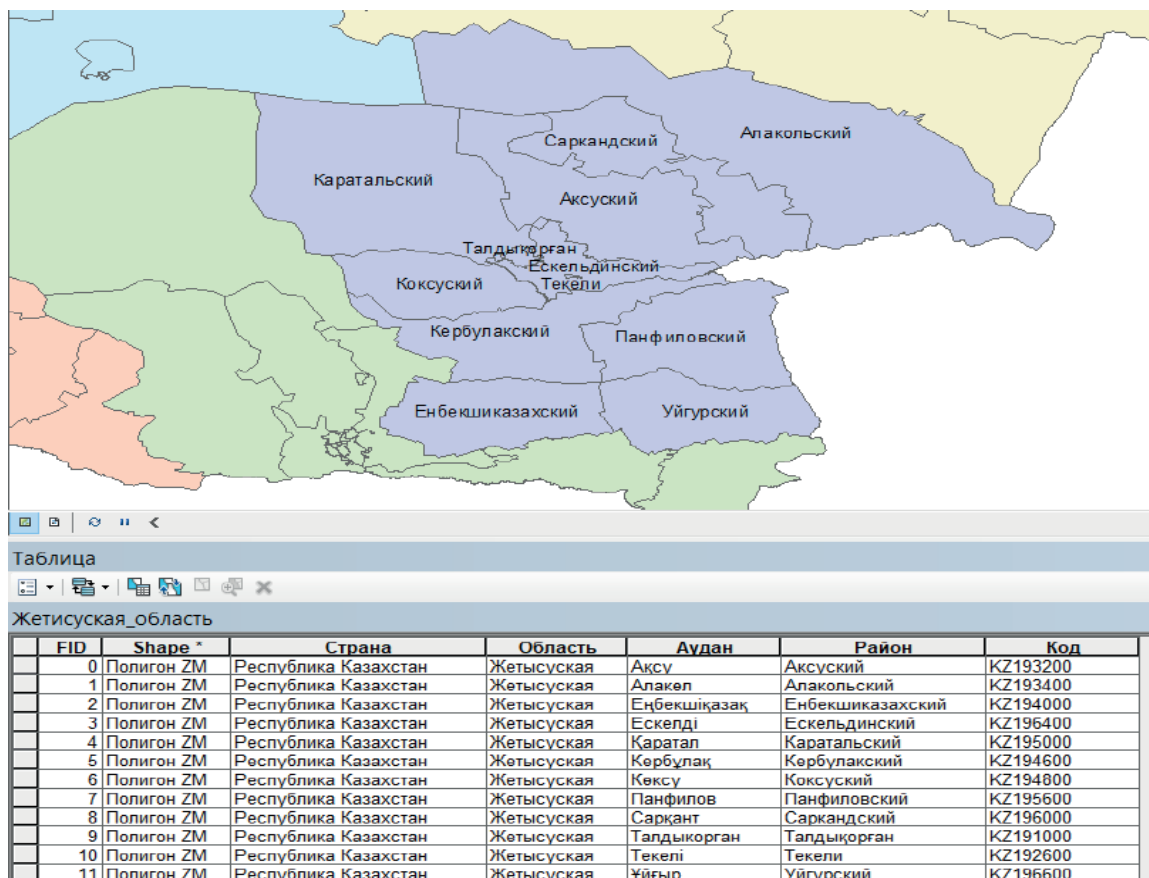 Алакольский
Саркандский
Каратальский
Аксуский
Талдықорған
Ескельдинский
Коксуский
Текели
Кербулакский
Панфиловский
Енбекшиказахский
Уйгурский
Таблица
Жетисуская_область
FID Shape * Страна Область Аудан Район Код
0 Полигон ZM Республика Казахстан Жетысуская Ақсу Аксуский KZ193200
1 Полигон ZM Республика Казахстан Жетысуская Алакөл Алакольский KZ193400
2 Полигон ZM Республика Казахстан Жетысуская Еңбекшіқазақ Енбекшиказахский KZ194000
3 Полигон ZM Республика Казахстан Жетысуская Ескелді Ескельдинский KZ196400
4 Полигон ZM Республика Казахстан Жетысуская Қаратал Каратальский KZ195000
5 Полигон ZM Республика Казахстан Жетысуская Кербұлақ Кербулакский KZ194600
6 Полигон ZM Республика Казахстан Жетысуская Көксу Коксуский KZ194800
7 Полигон ZM Республика Казахстан Жетысуская Панфилов Панфиловский KZ195600
8 Полигон ZM Республика Казахстан Жетысуская Сарқант Саркандский KZ196000
9 Полигон ZM Республика Казахстан Жетысуская Талдыкорган Талдықорған KZ191000
10 Полигон ZM Республика Казахстан Жетысуская Текелі Текели KZ192600
11 Полигон ZM Республика Казахстан Жетысуская Ұйғыр Уйгурский KZ196600